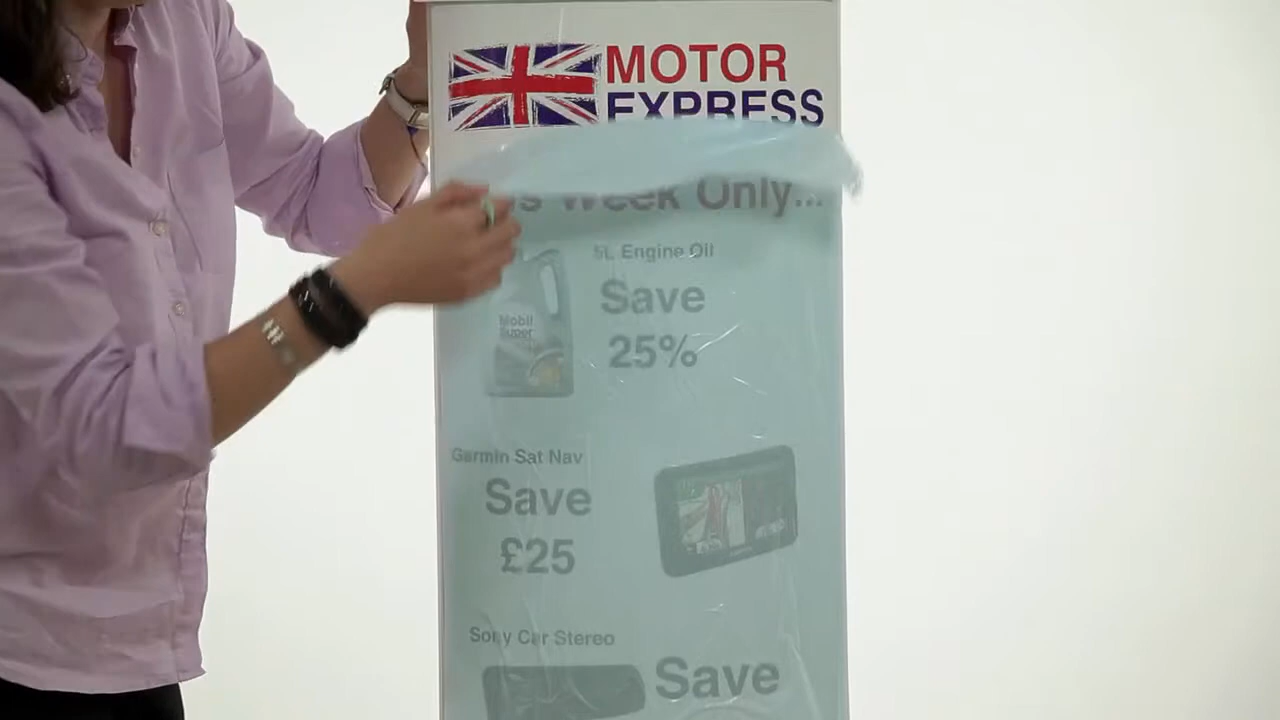 MOTOR
EXPRESS
Week Only...
5L Engine Oil
Save
25%
Mobil
Super
Garmin Sat Nav
Save
£25
Sony Car Stereo
Save